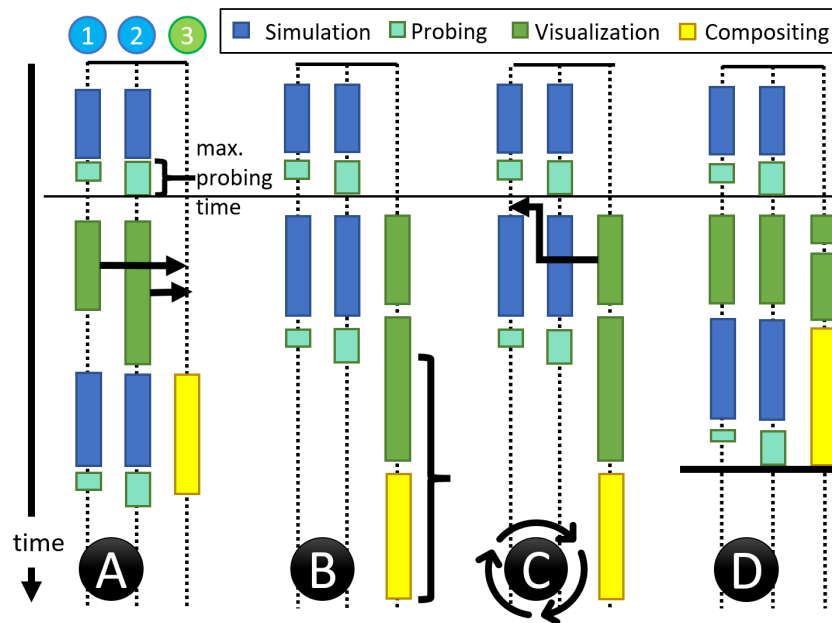 1 2 3
Simulation Probing Visualization Compositing
max.
probing
time
time
A B C D